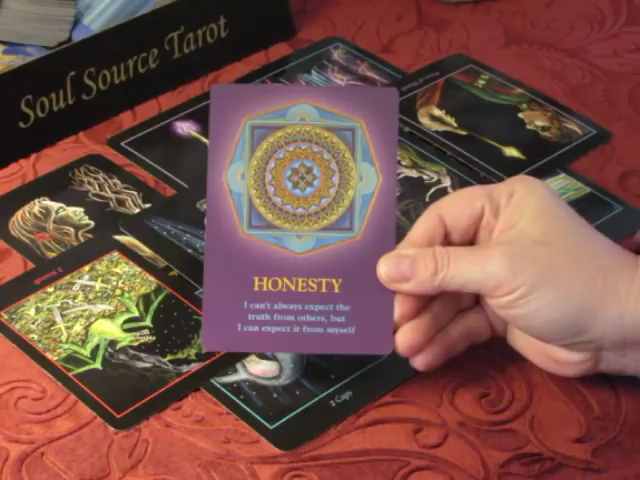 Soul Source Tarot
HONESTY
I can't always expect the
truth from others, but
I can expect it from myself
2 Cups